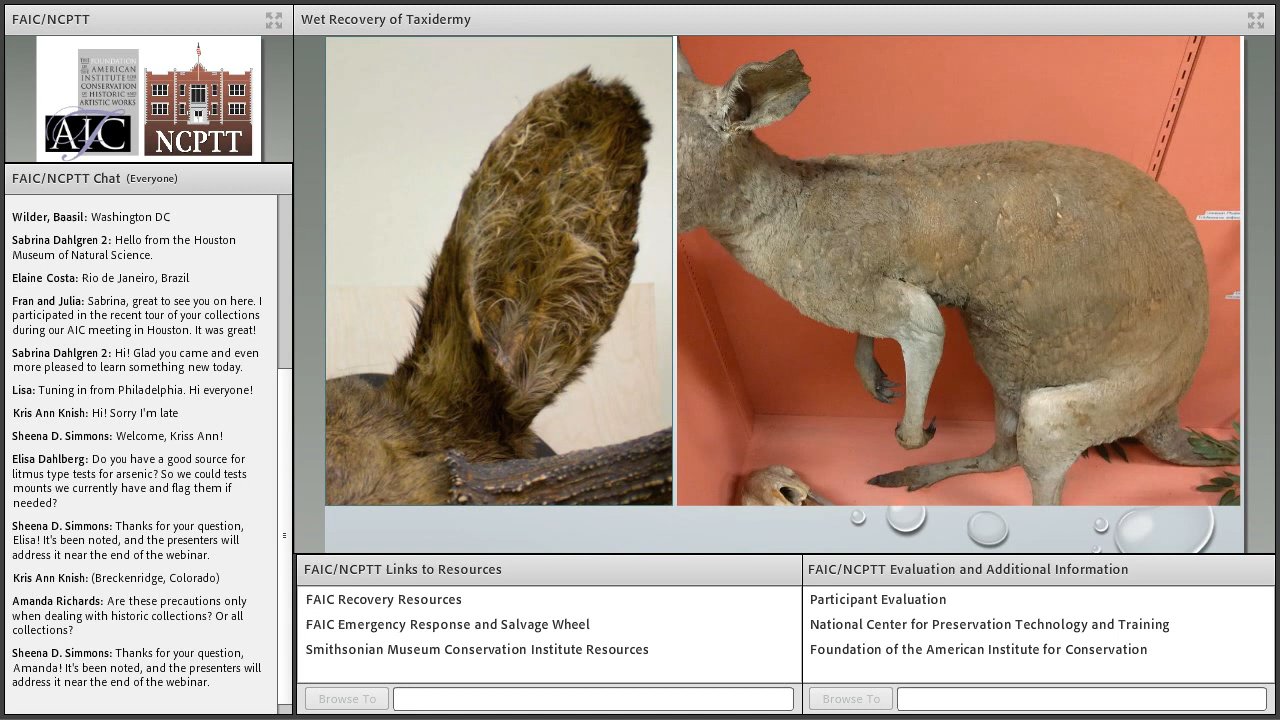 FAIC/NCPTT
THE FOUNDATION
OF THE AMERICAN
INSTITUTE FOR
CONSERVATION
OF HISTORIC AND
ARTISTIC WORKS
AIC
NCPTT
FAIC/NCPTT Chat (Everyone)
Wilder, Baasil: Washington DC
Sabrina Dahlgren 2: Hello from the Houston
Museum of Natural Science.
Elaine Costa: Rio de Janeiro, Brazil
Fran and Julia: Sabrina, great to see you on here. I
participated in the recent tour of your collections
during our AIC meeting in Houston. It was great!
Sabrina Dahlgren 2: Hi! Glad you came and even
more pleased to learn something new today.
Lisa: Tuning in from Philadelphia. Hi everyone!
Kris Ann Knish: Hi! Sorry I'm late
Sheena D. Simmons: Welcome, Kriss Ann!
Elisa Dahlberg: Do you have a good source for
litmus type tests for arsenic? So we could tests
mounts we currently have and flag them if
needed?
Sheena D. Simmons: Thanks for your question,
Elisa! It's been noted, and the presenters will
address it near the end of the webinar.
Kris Ann Knish: (Breckenridge, Colorado)
Amanda Richards: Are these precautions only
when dealing with historic collections? Or all
collections?
Sheena D. Simmons: Thanks for your question,
Amanda! It's been noted, and the presenters will
address it near the end of the webinar.
Wet Recovery of Taxidermy
FAIC/NCPTT Links to Resources
FAIC Recovery Resources
FAIC Emergency Response and Salvage Wheel
Smithsonian Museum Conservation Institute Resources
Browse To
FAIC/NCPTT Evaluation and Additional Information
Participant Evaluation
National Center for Preservation Technology and Training
Foundation of the American Institute for Conservation
Browse To